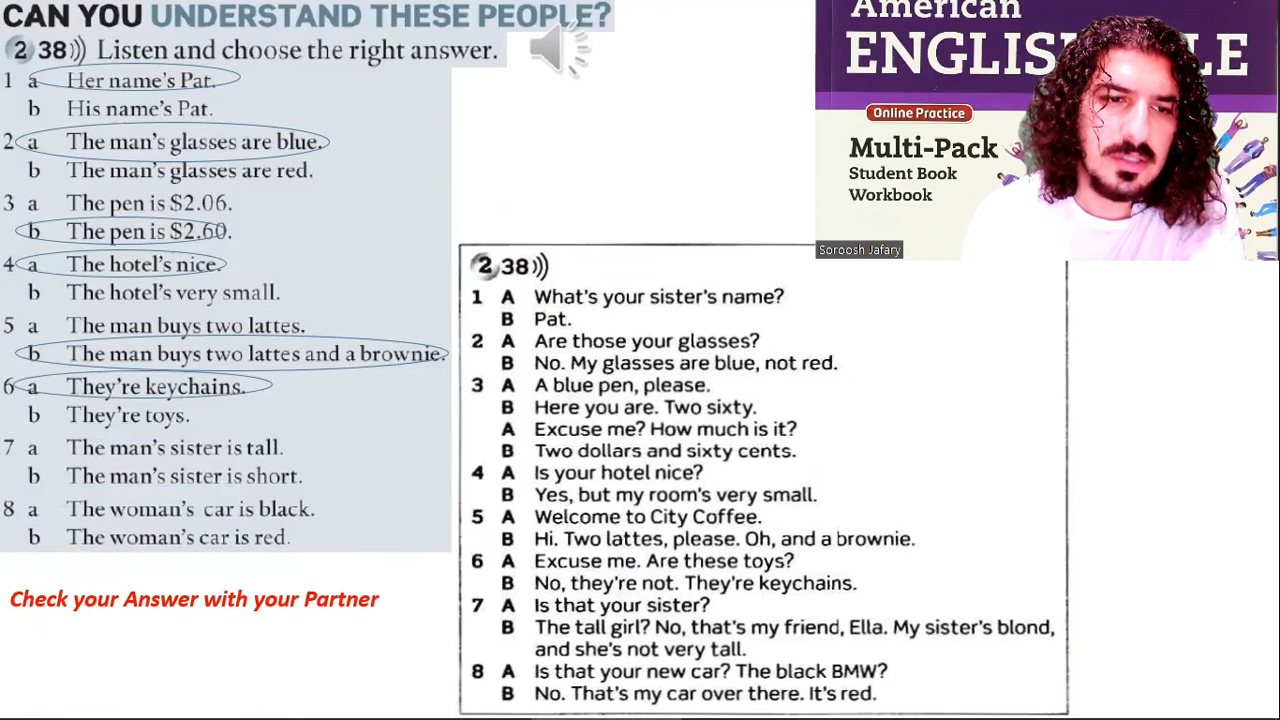 CAN YOU UNDERSTAND THESE PEOPLE?
2 38 Listen and choose the right answer.
1 a Her name's Pat.
b His name's Pat.
2 a The man's glasses are blue.
b The man's glasses are red.
3 a The pen is $2.06.
b The pen is $2.60.
4 a The hotel's nice.
b The hotel's very small.
5 a The man buys two lattes.
b The man buys two lattes and a brownie.
6 a They're keychains.
b They're toys.
7 a The man's sister is tall.
b The man's sister is short.
8 a The woman's car is black.
b The woman's car is red.
Check your Answer with your Partner
American
ENGLIS LE
Online Practice
Multi-Pack
Student Book
Workbook
Soroosh Jafary
2 38
1 A What's your sister's name?
B Pat.
2 A Are those your glasses?
B No. My glasses are blue, not red.
3 A A blue pen, please.
B Here you are. Two sixty.
A Excuse me? How much is it?
B Two dollars and sixty cents.
4 A Is your hotel nice?
B Yes, but my room's very small.
5 A Welcome to City Coffee.
B Hi. Two lattes, please. Oh, and a brownie.
6 A Excuse me. Are these toys?
B No, they're not. They're keychains.
7 A Is that your sister?
B The tall girl? No, that's my friend, Ella. My sister's blond,
and she's not very tall.
8 A Is that your new car? The black BMW?
B No. That's my car over there. It's red.